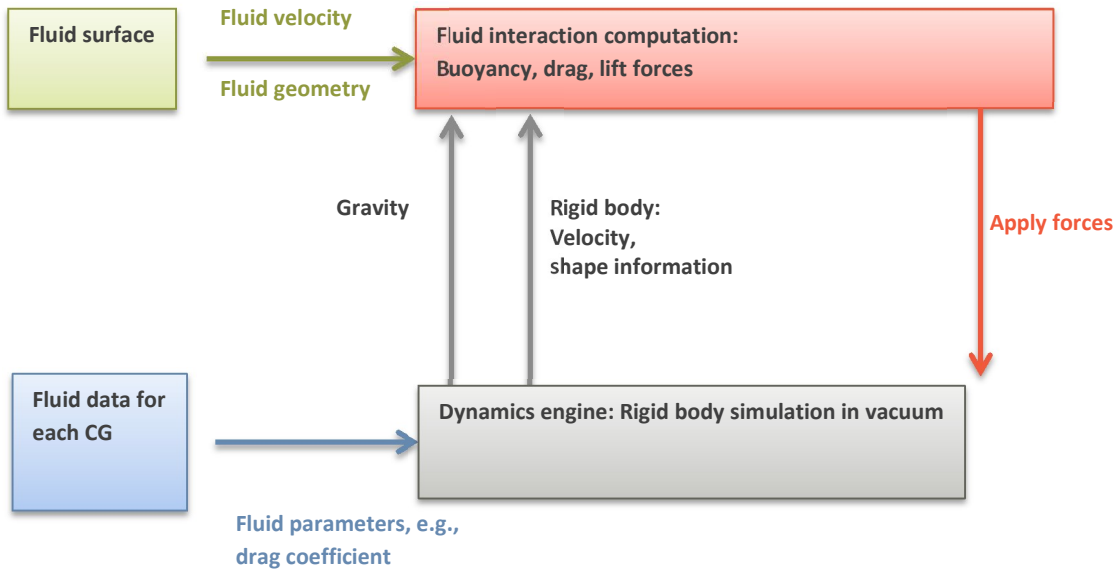 Fluid surface
Fluid velocity
Fluid geometry
Fluid interaction computation:
Buoyancy, drag, lift forces
Gravity
Rigid body:
Velocity,
shape information
Apply forces
Fluid data for
each CG
Dynamics engine: Rigid body simulation in vacuum
Fluid parameters, e.g.,
drag coefficient